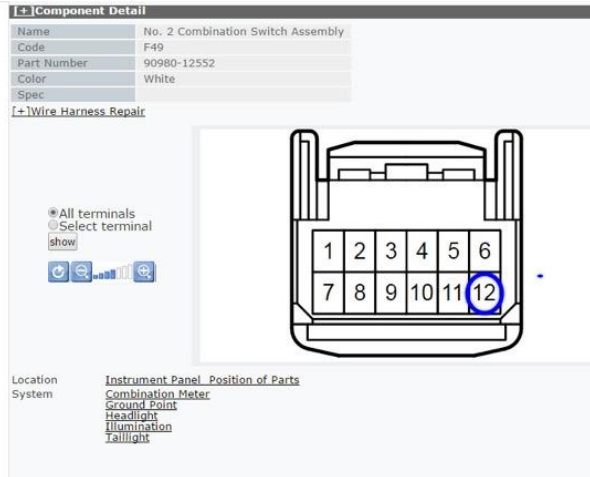 [+]Component Detail
Name No. 2 Combination Switch Assembly
Code F49
Part Number 90980-12552
Color White
Spec
[+]Wire Harness Repair
All terminals
Select terminal
show
1 2 3 4 5 6
7 8 9 10 11 12
Location Instrument Panel Position of Parts
System Combination Meter
Ground Point
Headlight
Illumination
Taillight